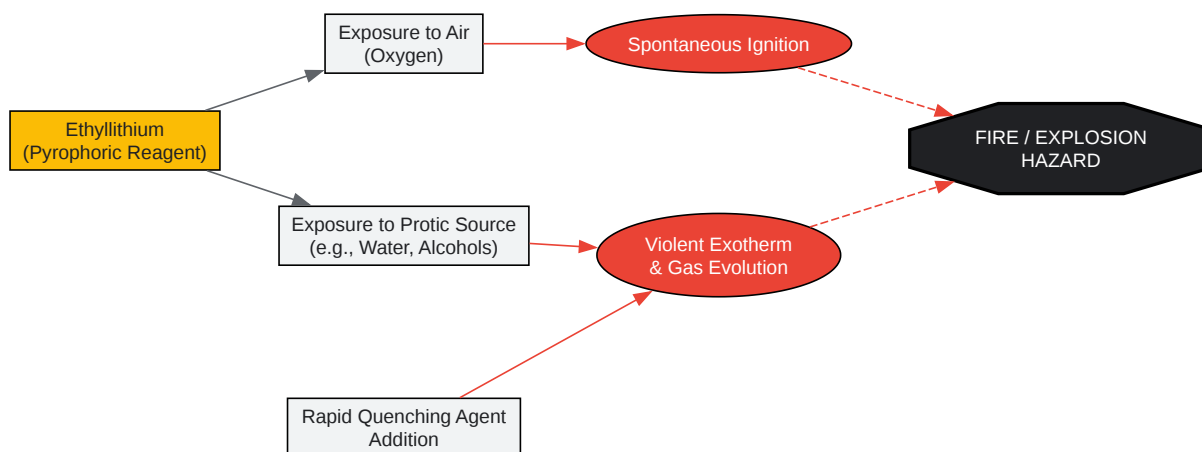 Exposure to Air
(Oxygen)
Spontaneous Ignition
Ethyllithium
(Pyrophoric Reagent)
FIRE / EXPLOSION
HAZARD
Exposure to Protic Source
(e.g., Water, Alcohols)
Violent Exotherm
& Gas Evolution
Rapid Quenching Agent
Addition